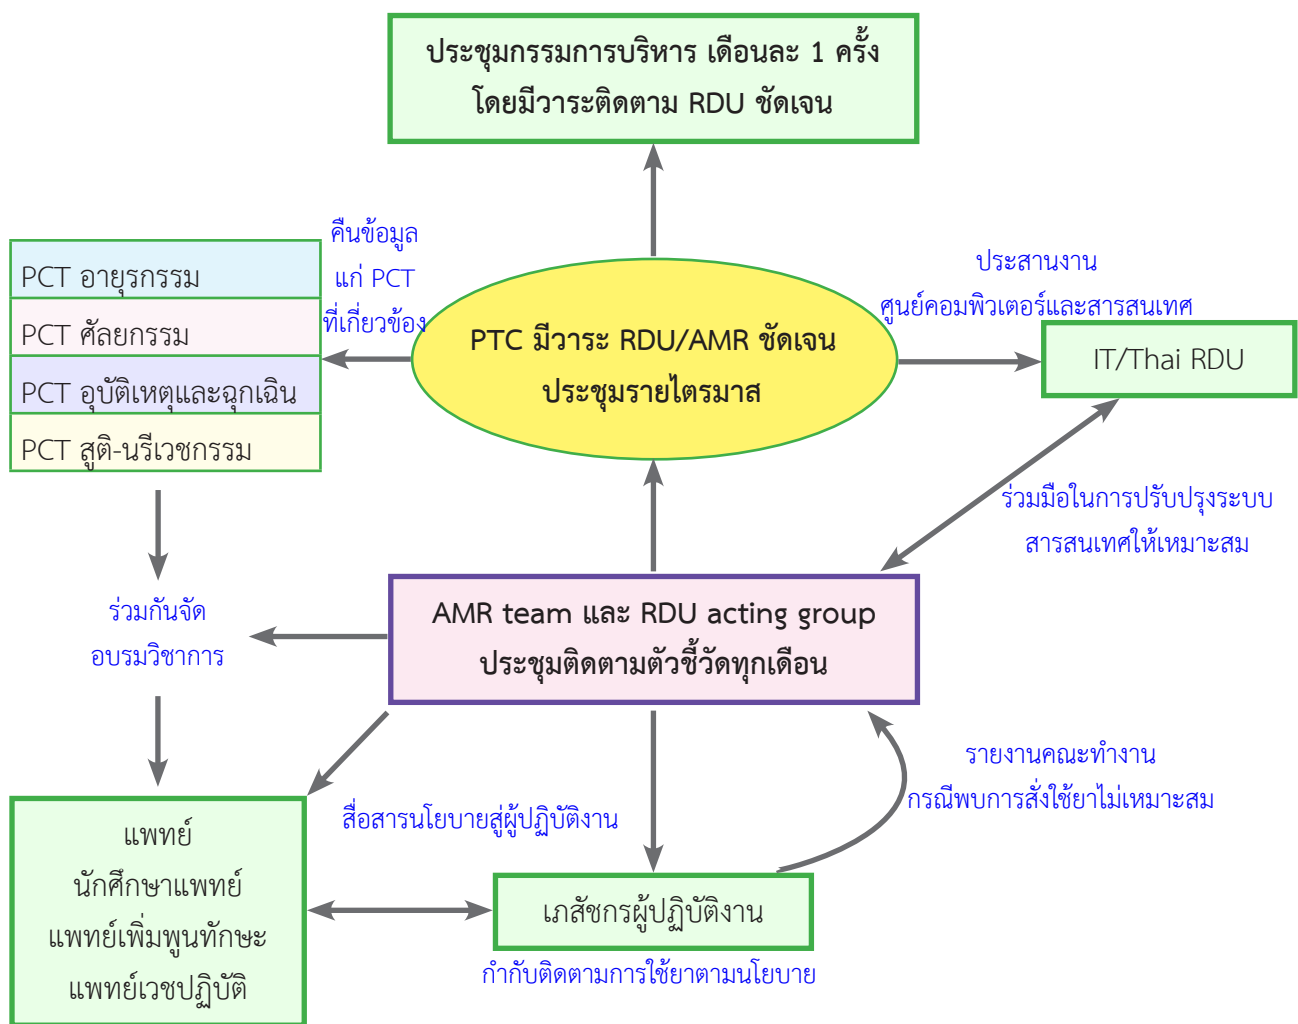 ประชุมกรรมการบริหาร เดือนละ 1 ครั้ง
โดยมีวาระติดตาม RDU ชัดเจน
คืนข้อมูล
แก่ PCT
ที่เกี่ยวข้อง
PCT อายุรกรรม
PCT ศัลยกรรม
PCT อุบัติเหตุและฉุกเฉิน
PCT สูติ-นรีเวชกรรม
PTC มีวาระ RDU/AMR ชัดเจน
ประชุมรายไตรมาส
ประสานงาน
ศูนย์คอมพิวเตอร์และสารสนเทศ
IT/Thai RDU
ร่วมมือในการปรับปรุงระบบ
สารสนเทศให้เหมาะสม
AMR team และ RDU acting group
ประชุมติดตามตัวชี้วัดทุกเดือน
ร่วมกันจัด
อบรมวิชาการ
รายงานคณะทำงาน
กรณีพบการสั่งใช้ยาไม่เหมาะสม
สื่อสารนโยบายสู่ผู้ปฏิบัติงาน
แพทย์
นักศึกษาแพทย์
แพทย์เพิ่มพูนทักษะ
แพทย์เวชปฏิบัติ
เภสัชกรผู้ปฏิบัติงาน
กำกับติดตามการใช้ยาตามนโยบาย